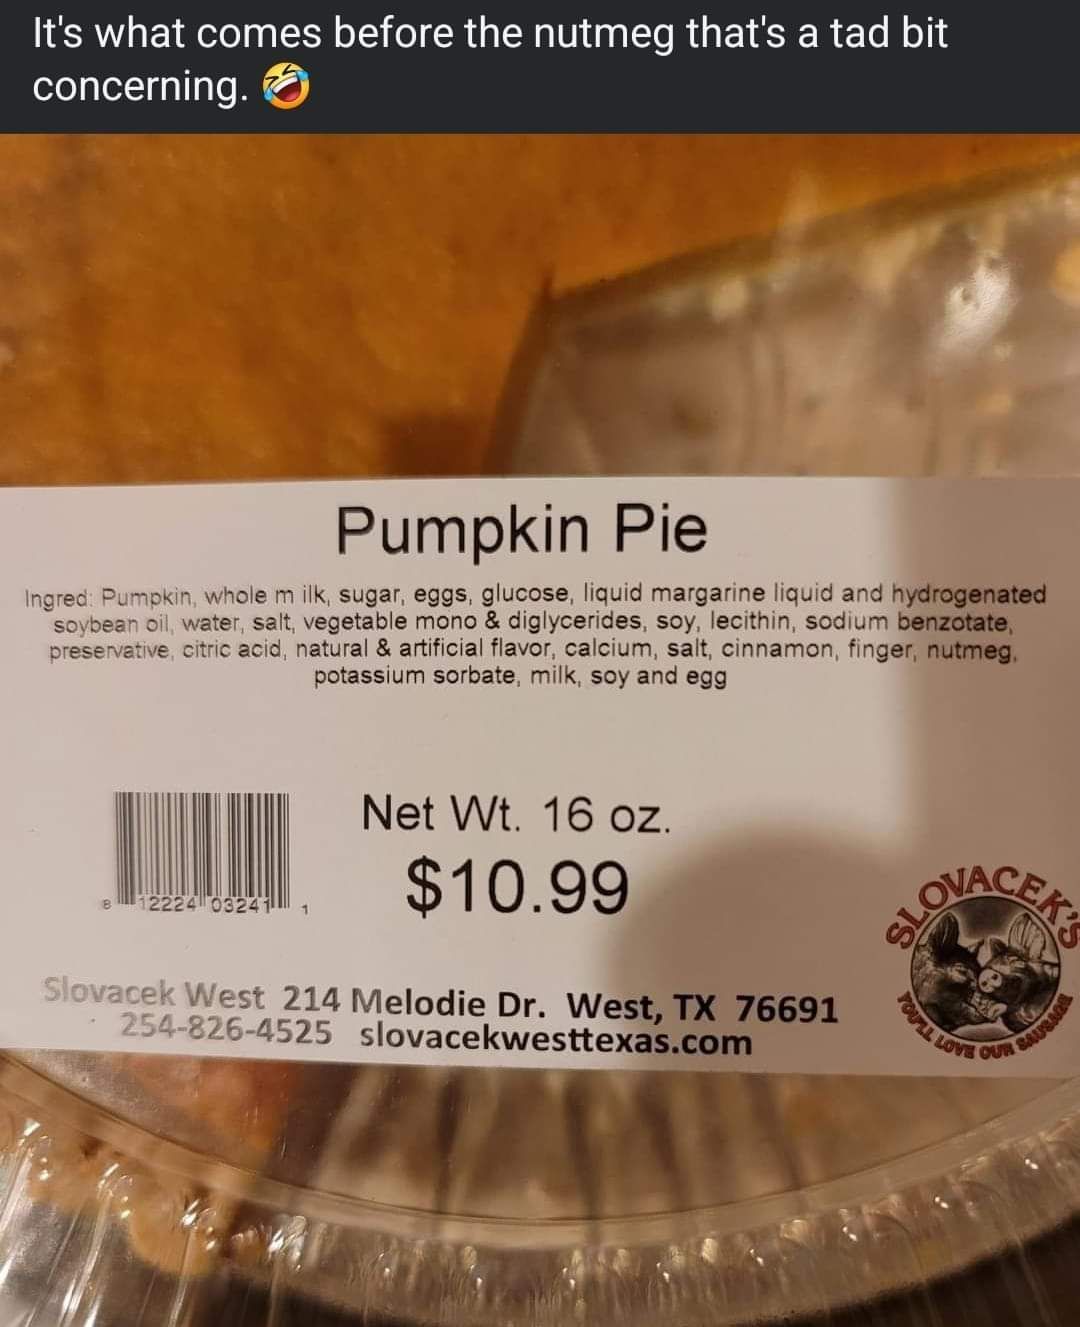 It's what comes before the nutmeg that's a tad bit
concerning. 🤣
Pumpkin Pie
Ingred: Pumpkin, whole m ilk, sugar, eggs, glucose, liquid margarine liquid and hydrogenated
soybean oil, water, salt, vegetable mono & diglycerides, soy, lecithin, sodium benzotate,
preservative, citric acid, natural & artificial flavor, calcium, salt, cinnamon, finger, nutmeg,
potassium sorbate, milk, soy and egg
Net Wt. 16 oz.
$10.99
8 12224 03241 1
SLOVACEK'S
YOU'LL LOVE OUR SAUSAGE
Slovacek West 214 Melodie Dr. West, TX 76691
254-826-4525 slovacekwesttexas.com